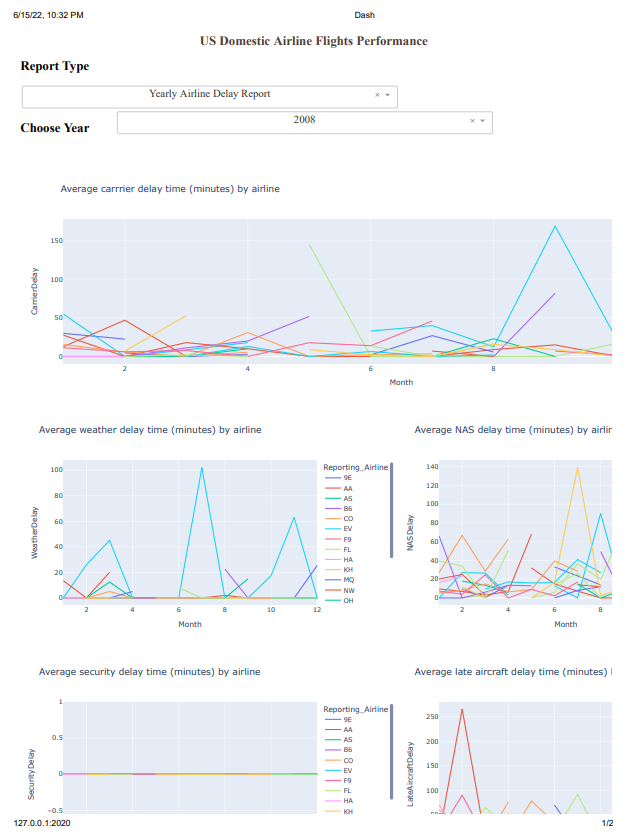 6/15/22, 10:32 PM Dash
US Domestic Airline Flights Performance
Report Type
Yearly Airline Delay Report × 
Choose Year
2008 ×
Average carrrier delay time (minutes) by airline
CarrierDelay
150
100
50
0
2 4 6 8
Month
Average weather delay time (minutes) by airline
WeatherDelay
100
80
60
40
20
0
2 4 6 8 10 12
Month
Reporting_Airline
9E
AA
AS
B6
CO
EV
F9
FL
HA
KH
MQ
NW
OH
Average NAS delay time (minutes) by airlir
NASDelay
140
120
100
80
60
40
20
0
2 4 6 8
Month
Average security delay time (minutes) by airline
SecurityDelay
1
0.5
0
−0.5
Reporting_Airline
9E
AA
AS
B6
CO
EV
F9
FL
HA
KH
Average late aircraft delay time (minutes)
LateAircraftDelay
250
200
150
100
50
127.0.0.1:2020 1/2